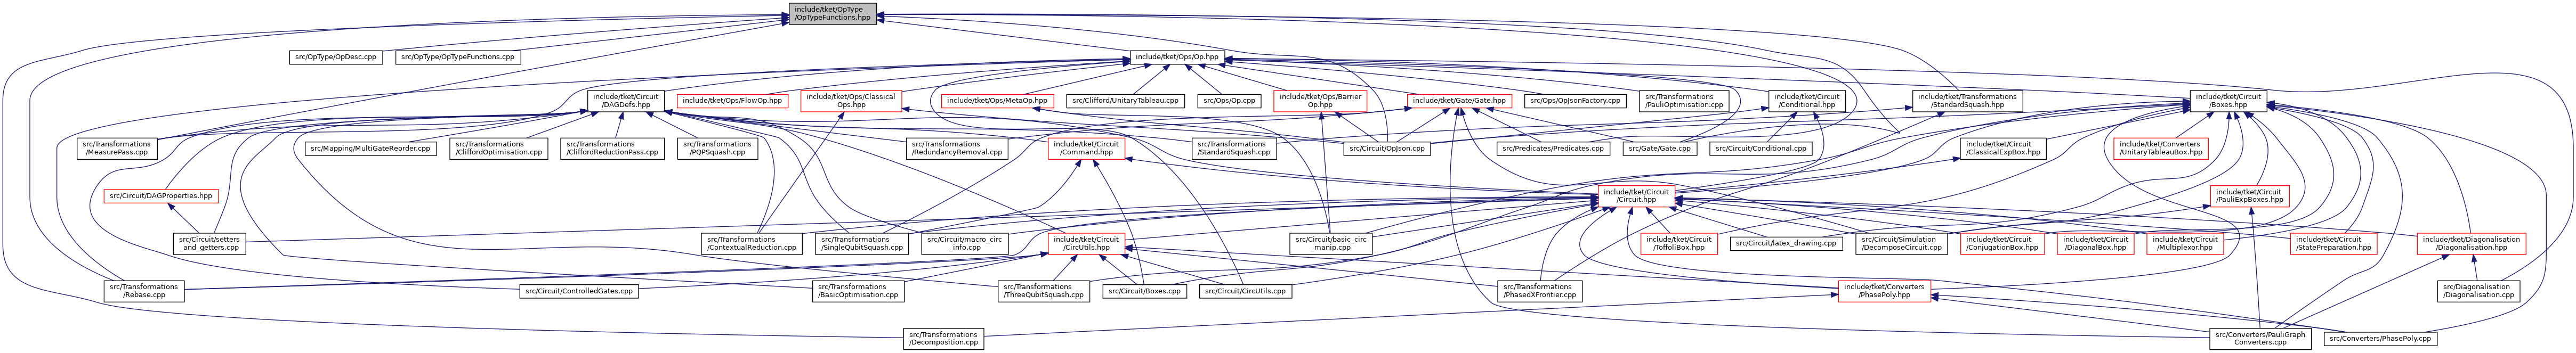 include/tket/OpType
/OpTypeFunctions.hpp
src/OpType/OpDesc.cpp
src/OpType/OpTypeFunctions.cpp
include/tket/Ops/Op.hpp
include/tket/Circuit
/DAGDefs.hpp
include/tket/Ops/FlowOp.hpp
include/tket/Ops/Classical
Ops.hpp
include/tket/Ops/MetaOp.hpp
src/Clifford/UnitaryTableau.cpp
src/Ops/Op.cpp
include/tket/Ops/Barrier
Op.hpp
include/tket/Gate/Gate.hpp
src/Ops/OpJsonFactory.cpp
src/Transformations
/PauliOptimisation.cpp
include/tket/Circuit
/Conditional.hpp
include/tket/Transformations
/StandardSquash.hpp
include/tket/Circuit
/Boxes.hpp
src/Transformations
/MeasurePass.cpp
src/Mapping/MultiGateReorder.cpp
src/Transformations
/CliffordOptimisation.cpp
src/Transformations
/CliffordReductionPass.cpp
src/Transformations
/PQPSquash.cpp
src/Transformations
/RedundancyRemoval.cpp
include/tket/Circuit
/Command.hpp
src/Transformations
/StandardSquash.cpp
src/Circuit/OpJson.cpp
src/Predicates/Predicates.cpp
src/Gate/Gate.cpp
src/Circuit/Conditional.cpp
include/tket/Circuit
/ClassicalExpBox.hpp
include/tket/Converters
/UnitaryTableauBox.hpp
src/Circuit/DAGProperties.hpp
include/tket/Circuit
/Circuit.hpp
include/tket/Circuit
/PauliExpBoxes.hpp
src/Circuit/setters
_and_getters.cpp
src/Transformations
/ContextualReduction.cpp
src/Transformations
/SingleQubitSquash.cpp
src/Circuit/macro_circ
_info.cpp
include/tket/Circuit
/CircUtils.hpp
src/Circuit/basic_circ
_manip.cpp
include/tket/Circuit
/ToffoliBox.hpp
src/Circuit/latex_drawing.cpp
src/Circuit/Simulation
/DecomposeCircuit.cpp
include/tket/Circuit
/ConjugationBox.hpp
include/tket/Circuit
/DiagonalBox.hpp
include/tket/Circuit
/Multiplexor.hpp
include/tket/Circuit
/StatePreparation.hpp
include/tket/Diagonalisation
/Diagonalisation.hpp
src/Transformations
/Rebase.cpp
src/Circuit/ControlledGates.cpp
src/Transformations
/BasicOptimisation.cpp
src/Transformations
/ThreeQubitSquash.cpp
src/Circuit/Boxes.cpp
src/Circuit/CircUtils.cpp
src/Transformations
/PhasedXFrontier.cpp
include/tket/Converters
/PhasePoly.hpp
src/Diagonalisation
/Diagonalisation.cpp
src/Transformations
/Decomposition.cpp
src/Converters/PauliGraph
Converters.cpp
src/Converters/PhasePoly.cpp